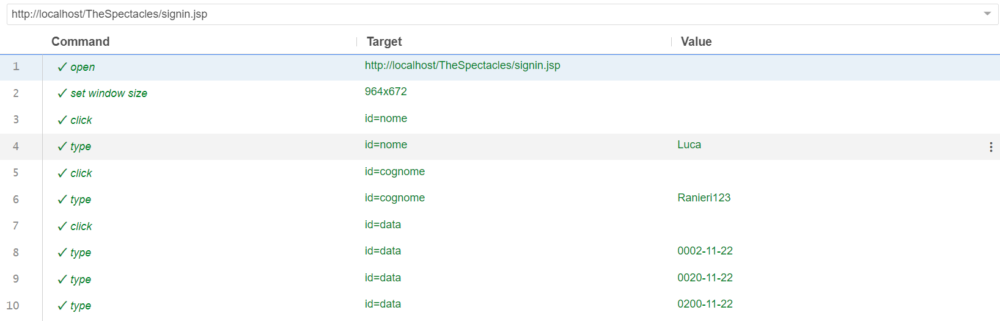 http://localhost/TheSpectacles/signin.jsp
Command Target Value
1 ✓ open http://localhost/TheSpectacles/signin.jsp
2 ✓ set window size 964x672
3 ✓ click id=nome
4 ✓ type id=nome Luca
5 ✓ click id=cognome
6 ✓ type id=cognome Ranieri123
7 ✓ click id=data
8 ✓ type id=data 0002-11-22
9 ✓ type id=data 0020-11-22
10 ✓ type id=data 0200-11-22